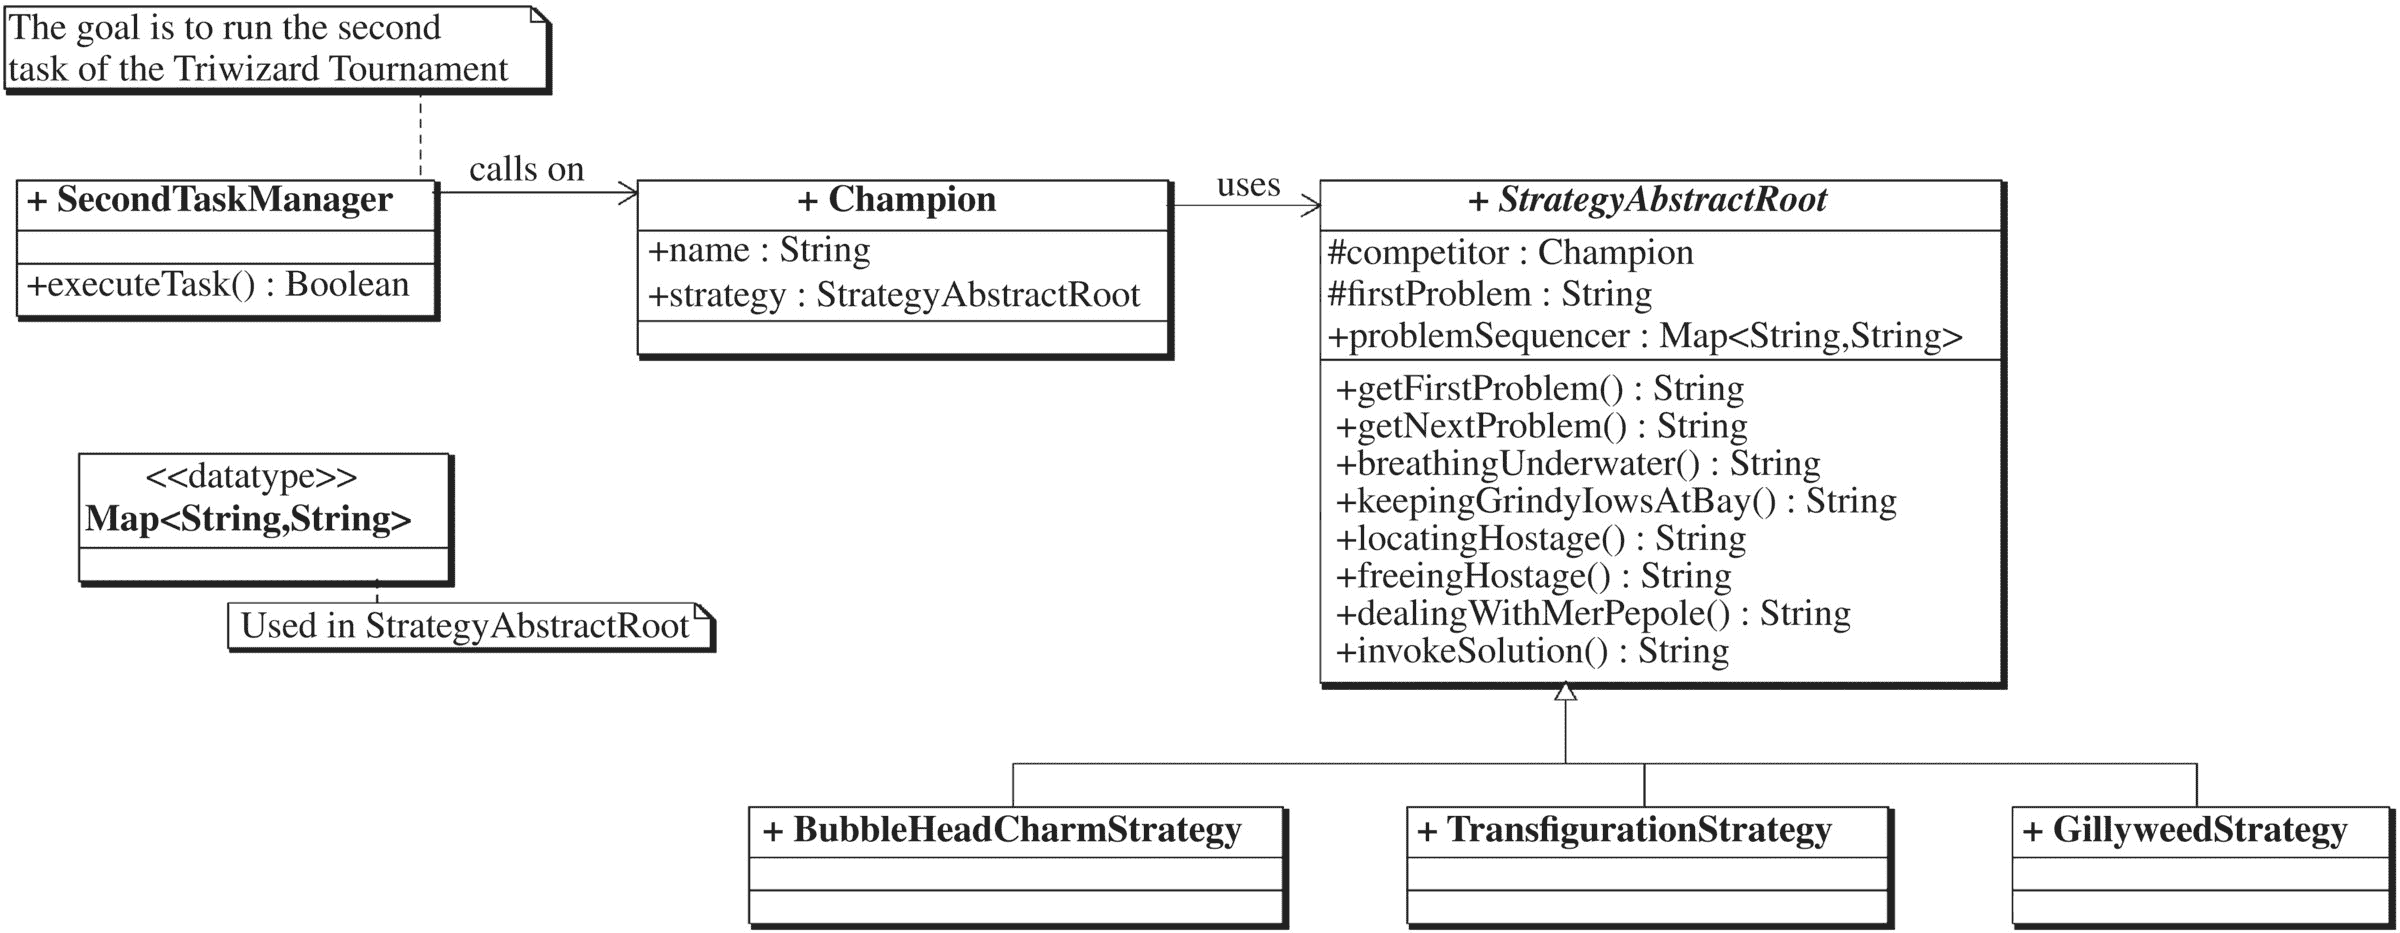 The goal is to run the second
task of the Triwizard Tournament
+ SecondTaskManager
+executeTask() : Boolean
calls on
+ Champion
+name : String
+strategy : StrategyAbstractRoot
uses
+ StrategyAbstractRoot
#competitor : Champion
#firstProblem : String
+problemSequencer : Map<String,String>
+getFirstProblem() : String
+getNextProblem() : String
+breathingUnderwater() : String
+keepingGrindyIowsAtBay() : String
+locatingHostage() : String
+freeingHostage() : String
+dealingWithMerPepole() : String
+invokeSolution() : String
<<datatype>>
Map<String,String>
Used in StrategyAbstractRoot
+ BubbleHeadCharmStrategy
+ TransfigurationStrategy
+ GillyweedStrategy